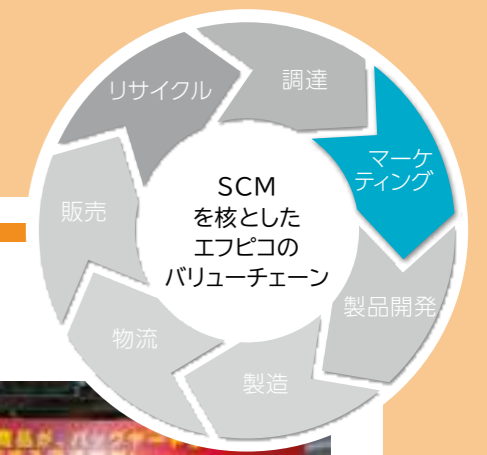 調達
マーケ
ティング
製品開発
製造
物流
販売
リサイクル
SCM
を核とした
エフピコの
バリューチェーン